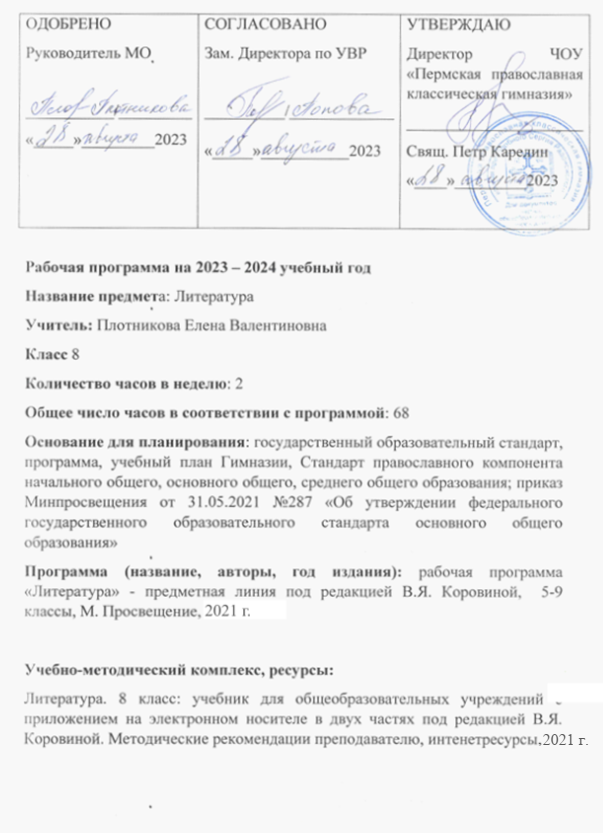 ОДОБРЕНО
Руководитель МО
Плотникова
«28» августа 2023
СОГЛАСОВАНО
Зам. Директора по УВР
Попова
«28» августа 2023
УТВЕРЖДАЮ
Директор ЧОУ
«Пермская православная
классическая гимназия»
Свящ. Петр Каредин
«28» августа 2023
Рабочая программа на 2023 – 2024 учебный год
Название предмета: Литература
Учитель: Плотникова Елена Валентиновна
Класс 8
Количество часов в неделю: 2
Общее число часов в соответствии с программой: 68
Основание для планирования: государственный образовательный стандарт,
программа, учебный план Гимназии, Стандарт православного компонента
начального общего, основного общего, среднего общего образования; приказ
Минпросвещения от 31.05.2021 №287 «Об утверждении федерального
государственного образовательного стандарта основного общего
образования»
Программа (название, авторы, год издания): рабочая программа
«Литература» - предметная линия под редакцией В.Я. Коровиной, 5-9
классы, М. Просвещение, 2021 г.
Учебно-методический комплекс, ресурсы:
Литература. 8 класс: учебник для общеобразовательных учреждений
приложением на электронном носителе в двух частях под редакцией В.Я.
Коровиной. Методические рекомендации преподавателю, интенетресурсы,2021 г.